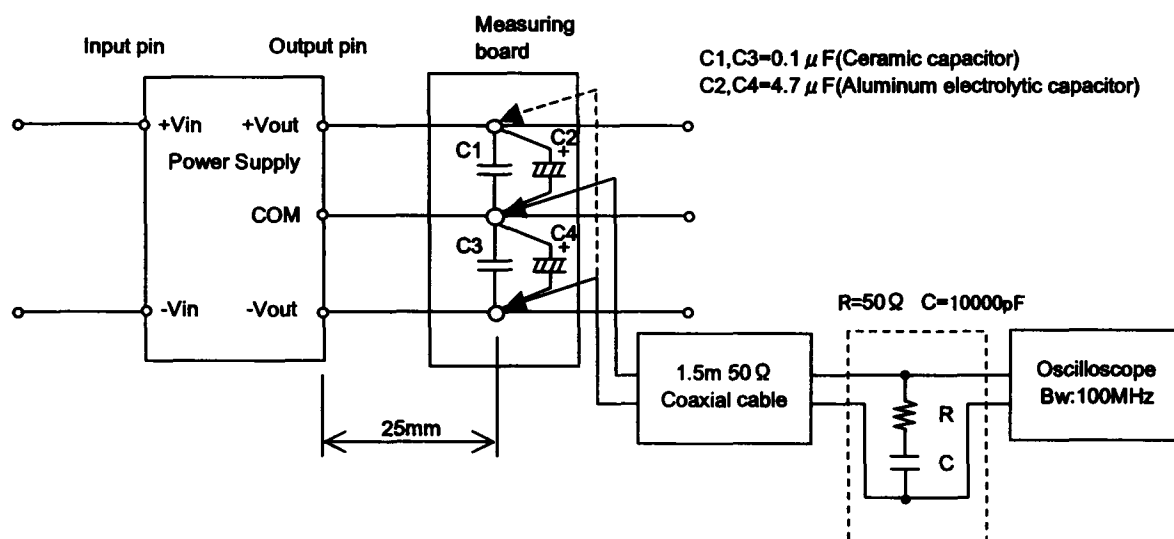 Measuring
board
Input pin
Output pin
C1,C3=0.1 μF(Ceramic capacitor)
C2,C4=4.7 μF(Aluminum electrolytic capacitor)
+Vin
+Vout
C1
C2
+
Power Supply
COM
C3
C4
+
-Vin
-Vout
R=50Ω C=10000pF
1.5m 50Ω
Coaxial cable
Oscilloscope
Bw:100MHz
R
C
25mm